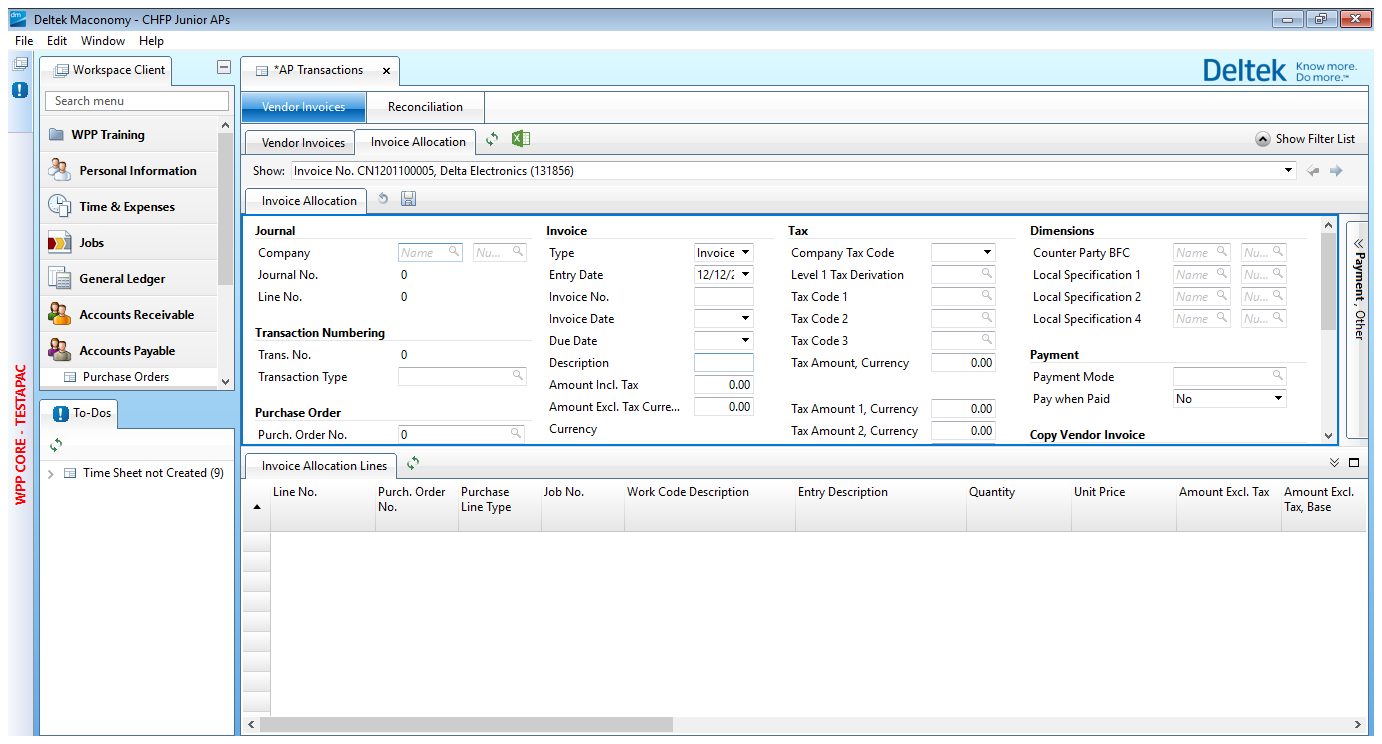 Deltek Maconomy - CHFP Junior APs
File Edit Window Help
Workspace Client
Search menu
WPP Training
Personal Information
Time & Expenses
Jobs
General Ledger
Accounts Receivable
Accounts Payable
Purchase Orders
To-Dos
Time Sheet not Created (9)
WPP CORE - TESTAPAC
*AP Transactions x
Deltek Know more. Do more.™
Vendor Invoices Reconciliation
Vendor Invoices Invoice Allocation
Show Filter List
Show: Invoice No. CN1201100005, Delta Electronics (131856)
Invoice Allocation
Journal
Company Name Nu...
Journal No. 0
Line No. 0
Transaction Numbering
Trans. No. 0
Transaction Type
Purchase Order
Purch. Order No. 0
Invoice
Type Invoice
Entry Date 12/12/2
Invoice No.
Invoice Date
Due Date
Description
Amount Incl. Tax 0.00
Amount Excl. Tax Curre... 0.00
Currency
Tax
Company Tax Code
Level 1 Tax Derivation
Tax Code 1
Tax Code 2
Tax Code 3
Tax Amount, Currency 0.00
Tax Amount 1, Currency 0.00
Tax Amount 2, Currency 0.00
Dimensions
Counter Party BFC Name Nu...
Local Specification 1 Name Nu...
Local Specification 2 Name Nu...
Local Specification 4 Name Nu...
Payment
Payment Mode
Pay when Paid No
Copy Vendor Invoice
Payment , Other
Invoice Allocation Lines
Line No. Purch. Order No. Purchase Line Type Job No. Work Code Description Entry Description Quantity Unit Price Amount Excl. Tax Amount Excl. Tax, Base